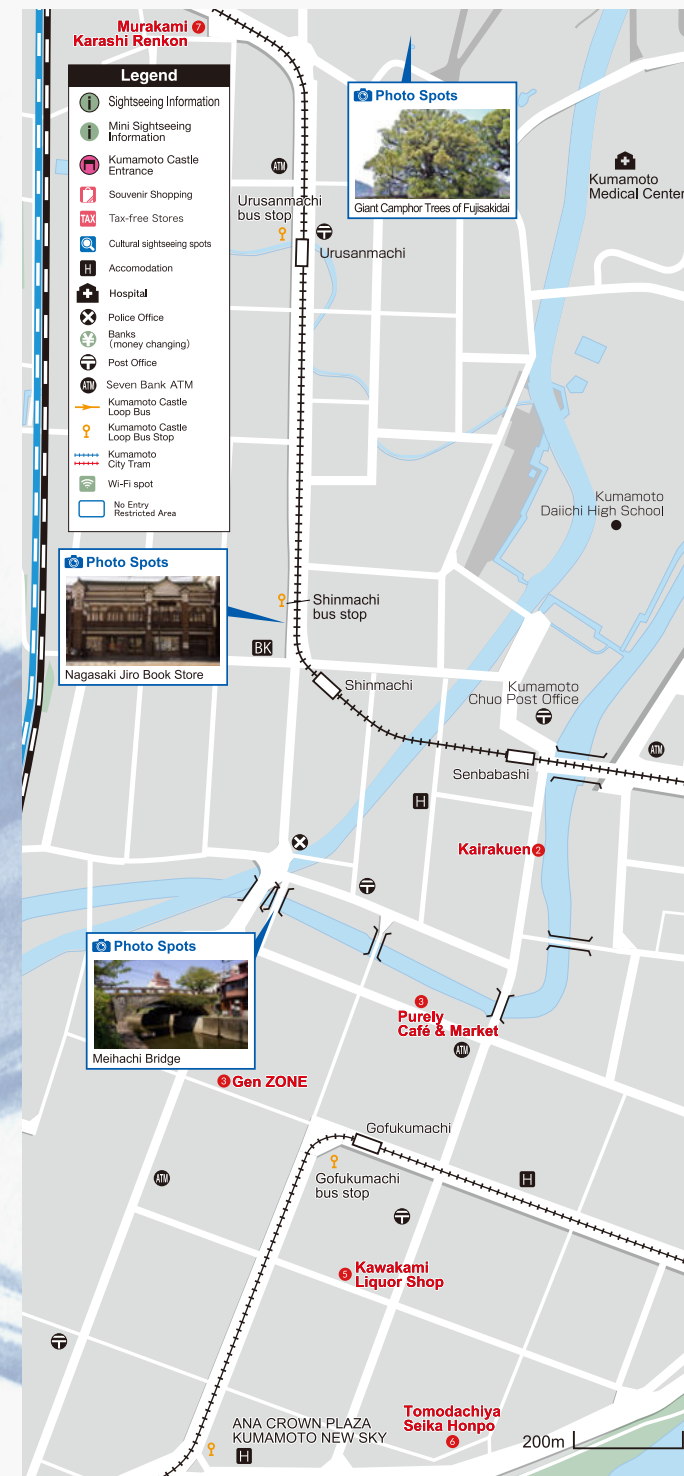 Murakami
Karashi Renkon
7
Legend
Sightseeing Information
Mini Sightseeing
Information
Kumamoto Castle
Entrance
Souvenir Shopping
TAX
Tax-free Stores
Cultural sightseeing spots
H
Accomodation
Hospital
Police Office
Banks
(money changing)
Post Office
ATM
Seven Bank ATM
Kumamoto Castle
Loop Bus
Kumamoto Castle
Loop Bus Stop
Kumamoto
City Tram
Wi-Fi spot
No Entry
Restricted Area
Photo Spots
Giant Camphor Trees of Fujisakidai
Kumamoto
Medical Center
ATM
Urusanmachi
bus stop
Urusanmachi
Kumamoto
Daiichi High School
Photo Spots
Nagasaki Jiro Book Store
Shinmachi
bus stop
BK
Shinmachi
Kumamoto
Chuo Post Office
ATM
Senbabashi
H
Kairakuen
2
Photo Spots
Meihachi Bridge
3
Purely
Café & Market
ATM
3
Gen ZONE
Gofukumachi
Gofukumachi
bus stop
ATM
H
5
Kawakami
Liquor Shop
Tomodachiya
Seika Honpo
6
ANA CROWN PLAZA
KUMAMOTO NEW SKY
H
200m